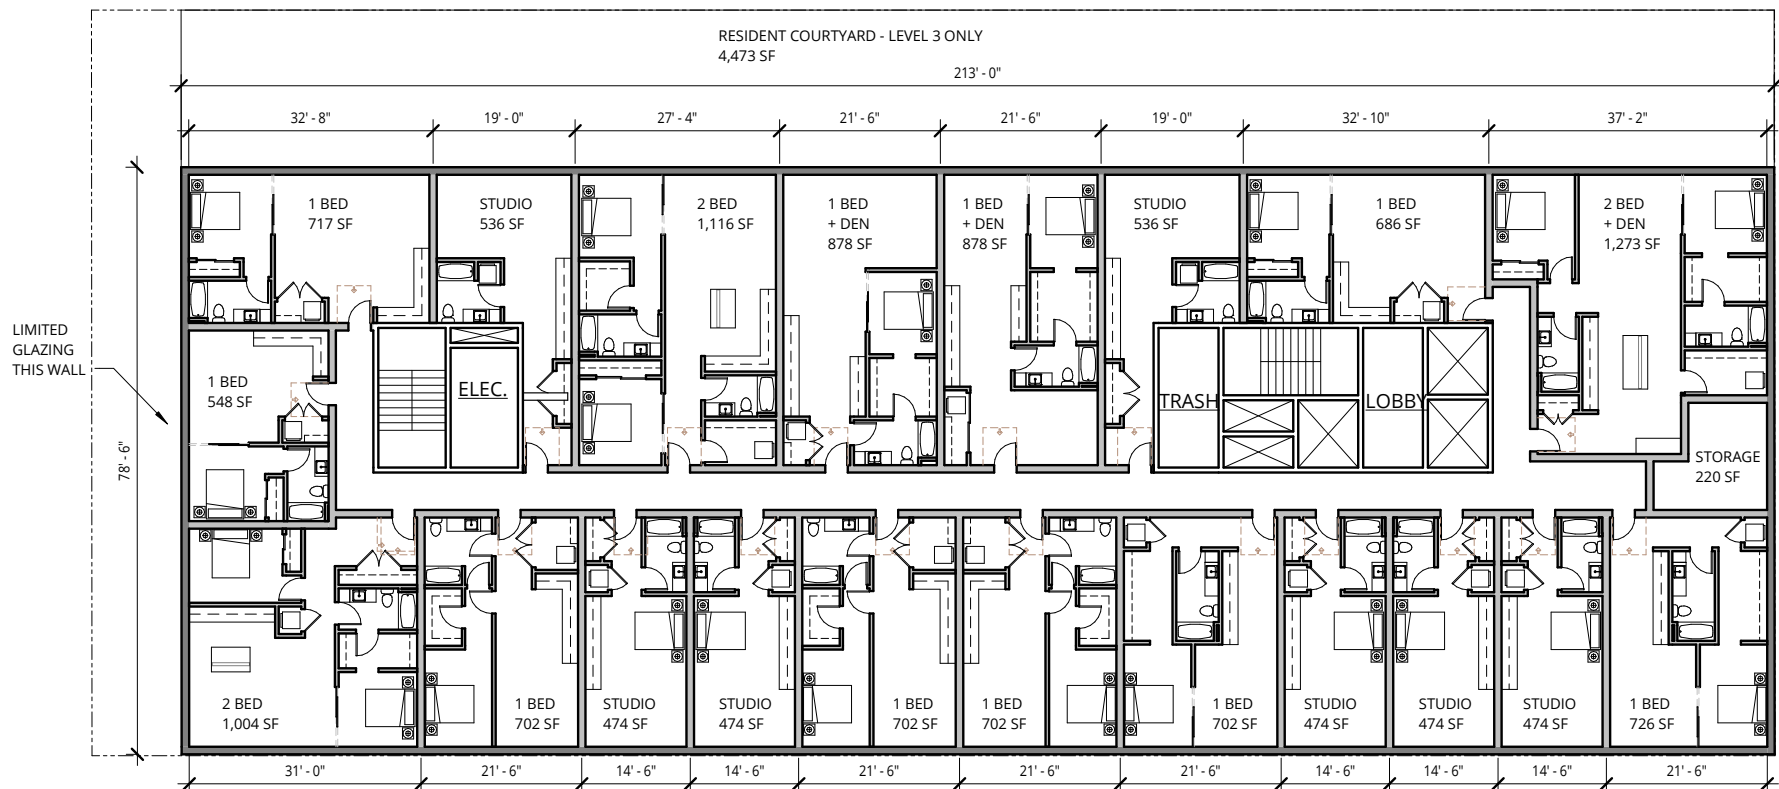 RESIDENT COURTYARD - LEVEL 3 ONLY
4,473 SF
213' - 0"
32' - 8"
19' - 0"
27' - 4"
21' - 6"
21' - 6"
19' - 0"
32' - 10"
37' - 2"
1 BED
717 SF
STUDIO
536 SF
2 BED
1,116 SF
1 BED
+ DEN
878 SF
1 BED
+ DEN
878 SF
STUDIO
536 SF
1 BED
686 SF
2 BED
+ DEN
1,273 SF
LIMITED
GLAZING
THIS WALL
1 BED
548 SF
ELEC.
TRASH
LOBBY
78' - 6"
STORAGE
220 SF
2 BED
1,004 SF
1 BED
702 SF
STUDIO
474 SF
STUDIO
474 SF
1 BED
702 SF
1 BED
702 SF
1 BED
702 SF
STUDIO
474 SF
STUDIO
474 SF
STUDIO
474 SF
1 BED
726 SF
31' - 0"
21' - 6"
14' - 6"
14' - 6"
21' - 6"
21' - 6"
21' - 6"
14' - 6"
14' - 6"
14' - 6"
21' - 6"